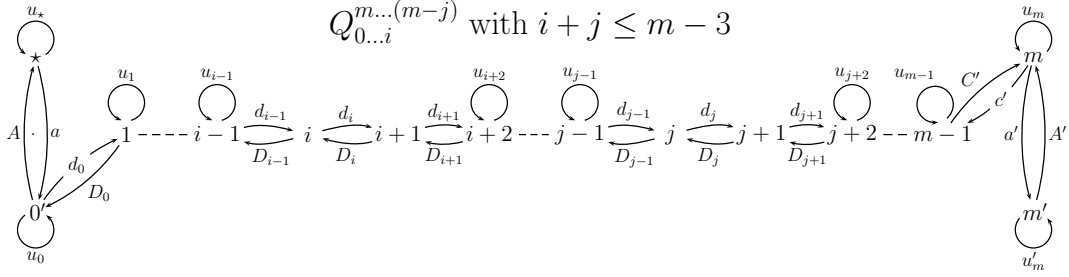 $Q_{0\ldots i}^{m\ldots(m-j)}$ with $i + j \leq m - 3$
$u_\star$ $u_m$
$\star$ $m$
$u_1$ $u_{i-1}$ $u_{i+2}$ $u_{j-1}$ $u_{j+2}$ $u_{m-1}$ $C'$ $c'$
$d_{i-1}$ $d_i$ $d_{i+1}$ $d_{j-1}$ $d_j$ $d_{j+1}$
$A$ $a$ $1$ $i-1$ $i$ $i+1$ $i+2$ $j-1$ $j$ $j+1$ $j+2$ $m-1$ $a'$ $A'$
$D_{i-1}$ $D_i$ $D_{i+1}$ $D_{j-1}$ $D_j$ $D_{j+1}$
$d_0$ $D_0$
$0'$ $m'$
$u_0$ $u'_m$